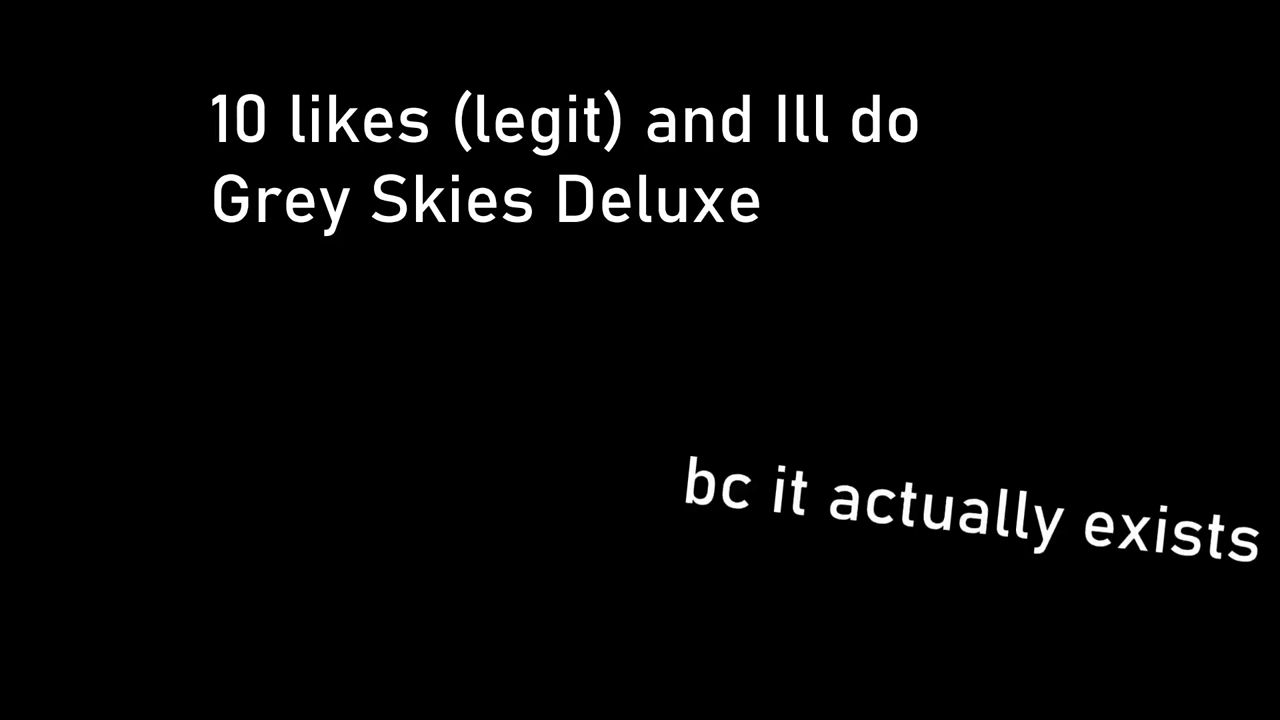 10 likes (legit) and Ill do
Grey Skies Deluxe
bc it actually exists